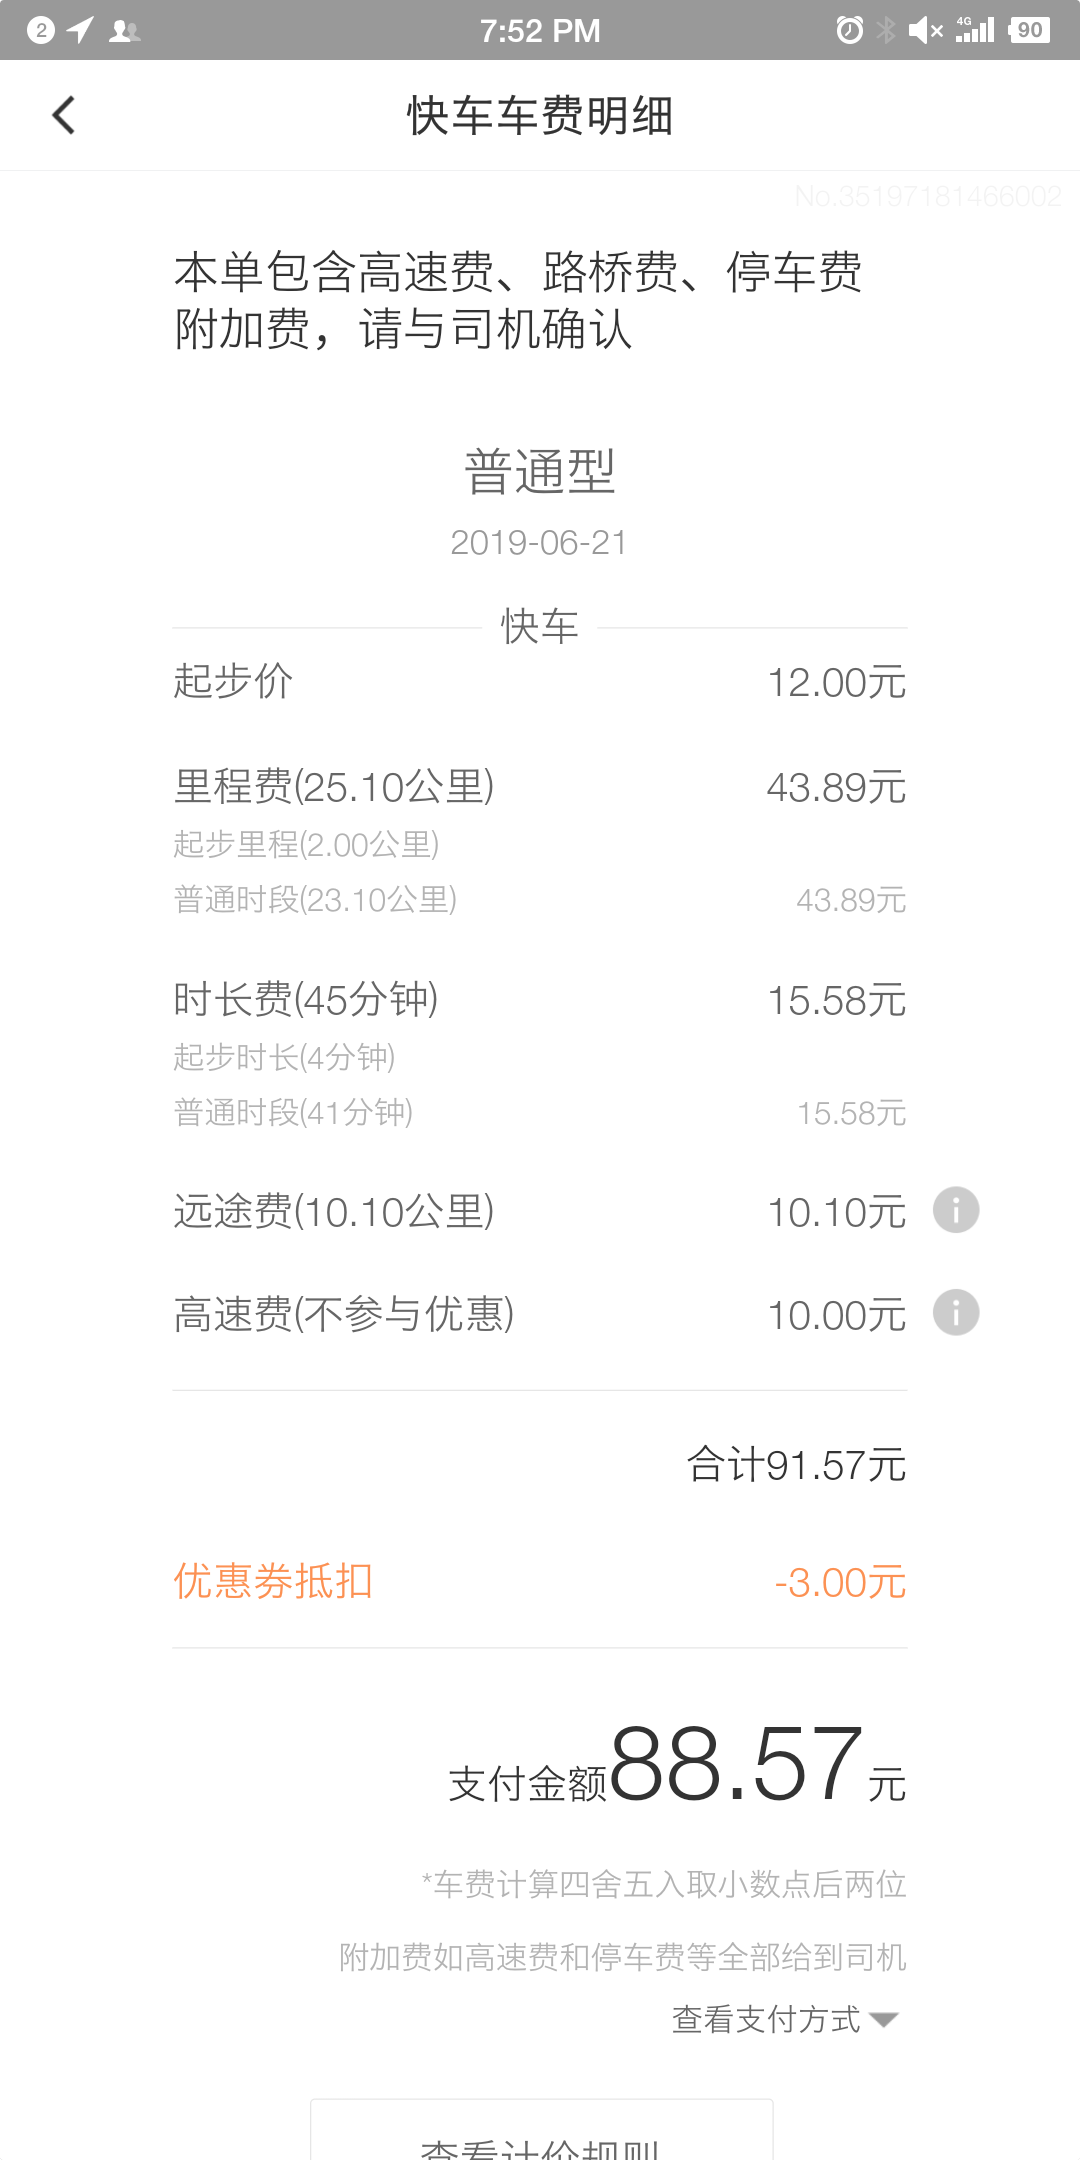 2
7:52 PM
4G
90
快车车费明细
No.35197181466002
本单包含高速费、路桥费、停车费
附加费，请与司机确认
普通型
2019-06-21
快车
起步价 12.00元
里程费(25.10公里) 43.89元
起步里程(2.00公里)
普通时段(23.10公里) 43.89元
时长费(45分钟) 15.58元
起步时长(4分钟)
普通时段(41分钟) 15.58元
远途费(10.10公里) 10.10元
高速费(不参与优惠) 10.00元
合计91.57元
优惠券抵扣 -3.00元
支付金额88.57元
*车费计算四舍五入取小数点后两位
附加费如高速费和停车费等全部给到司机
查看支付方式
查看计价规则